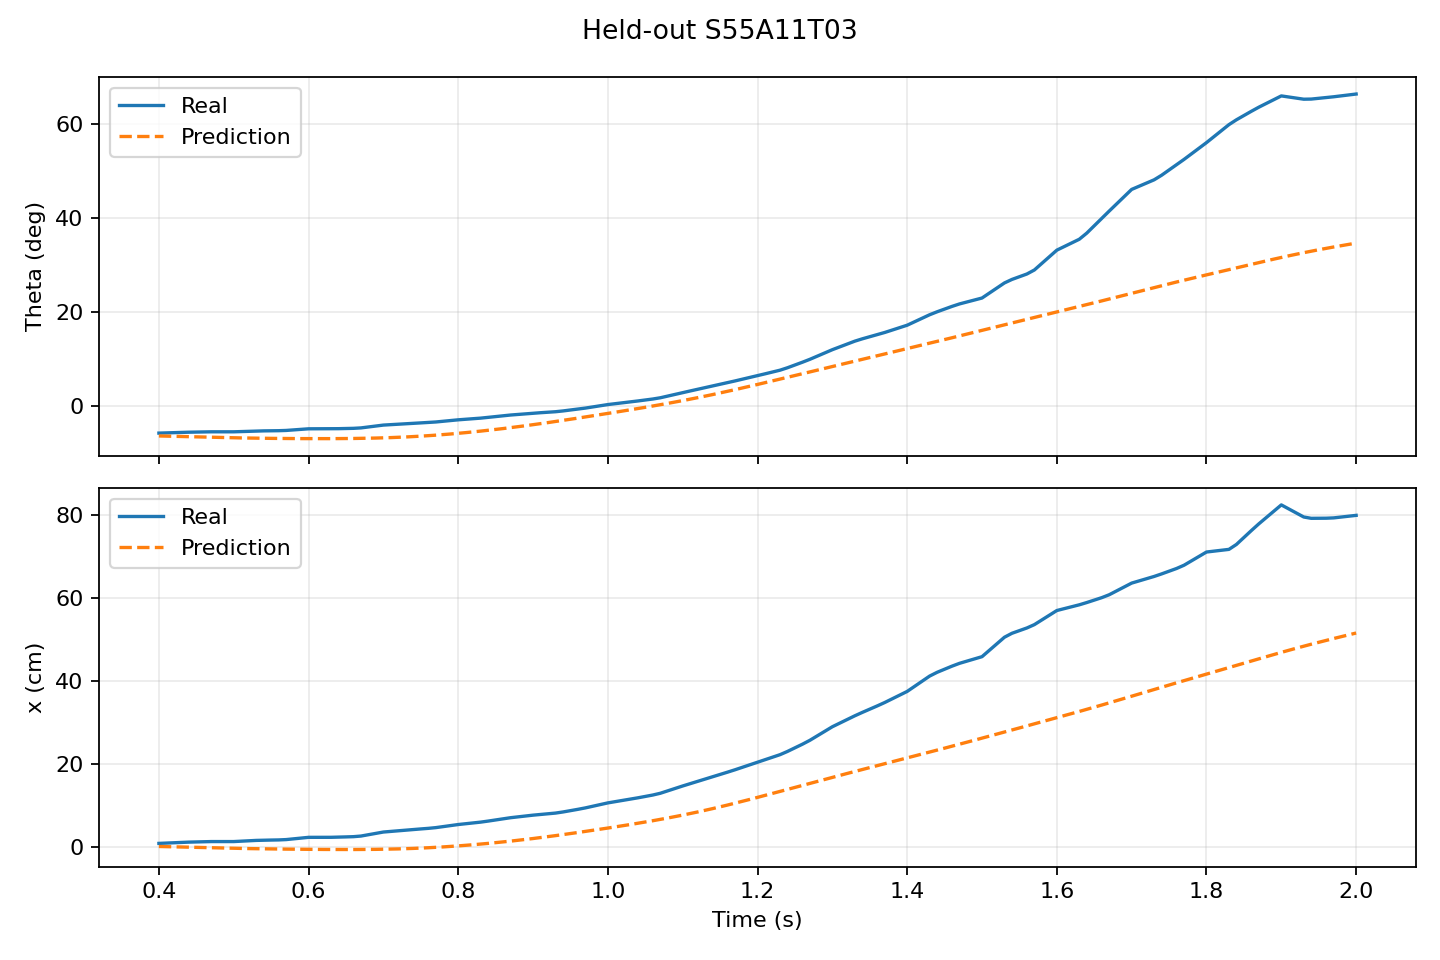 Held-out S55A11T03
Real
Prediction
Theta (deg)
60
40
20
0
Real
Prediction
x (cm)
80
60
40
20
0
0.4 0.6 0.8 1.0 1.2 1.4 1.6 1.8 2.0
Time (s)